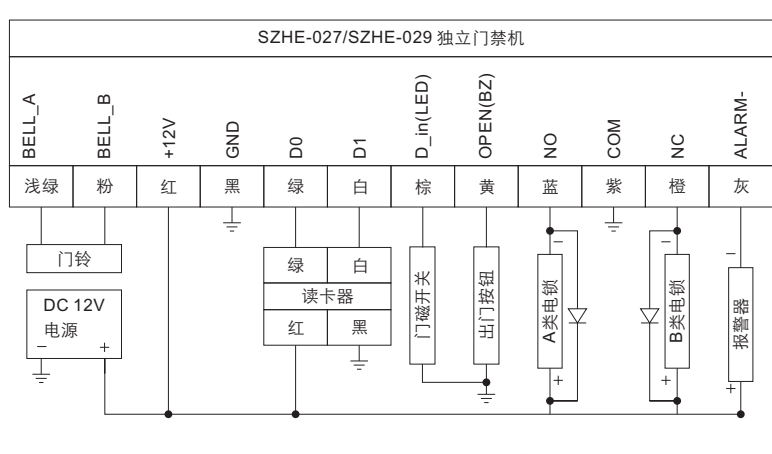 SZHE-027/SZHE-029 独立门禁机
BELL_A BELL_B +12V GND D0 D1 D_in(LED) OPEN(BZ) NO COM NC ALARM-
浅绿 粉 红 黑 绿 白 棕 黄 蓝 紫 橙 灰
门铃
DC 12V
电源
− +
绿 白
读卡器
红 黑
门磁开关
出门按钮
− A类电锁 +
− B类电锁 +
− 报警器 +